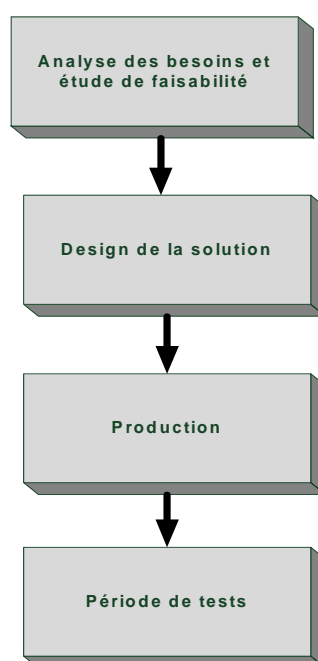 Analyse des besoins et
étude de faisabilité
Design de la solution
Production
Période de tests